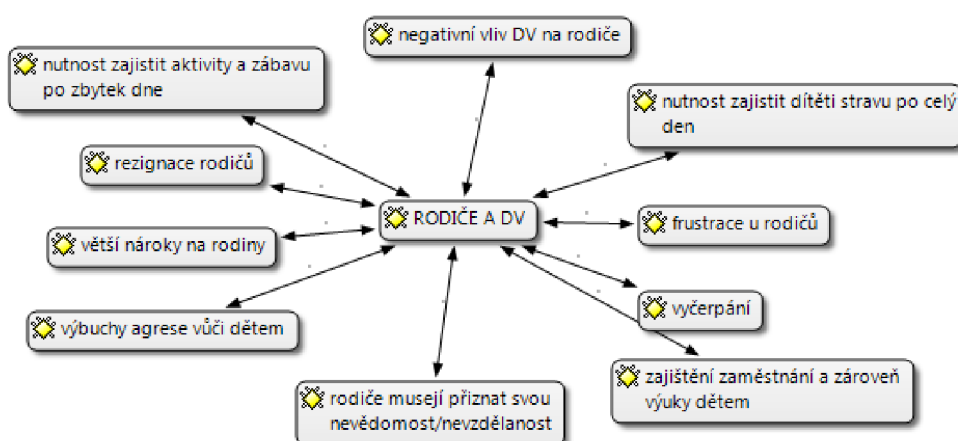 negativní vliv DV na rodiče
nutnost zajistit aktivity a zábavu
po zbytek dne
nutnost zajistit dítěti stravu po celý
den
rezignace rodičů
RODIČE A DV
frustrace u rodičů
větší nároky na rodiny
vyčerpání
výbuchy agrese vůči dětem
zajištění zaměstnání a zároveň
výuky dětem
rodiče musejí přiznat svou
nevědomost/nevzdělanost